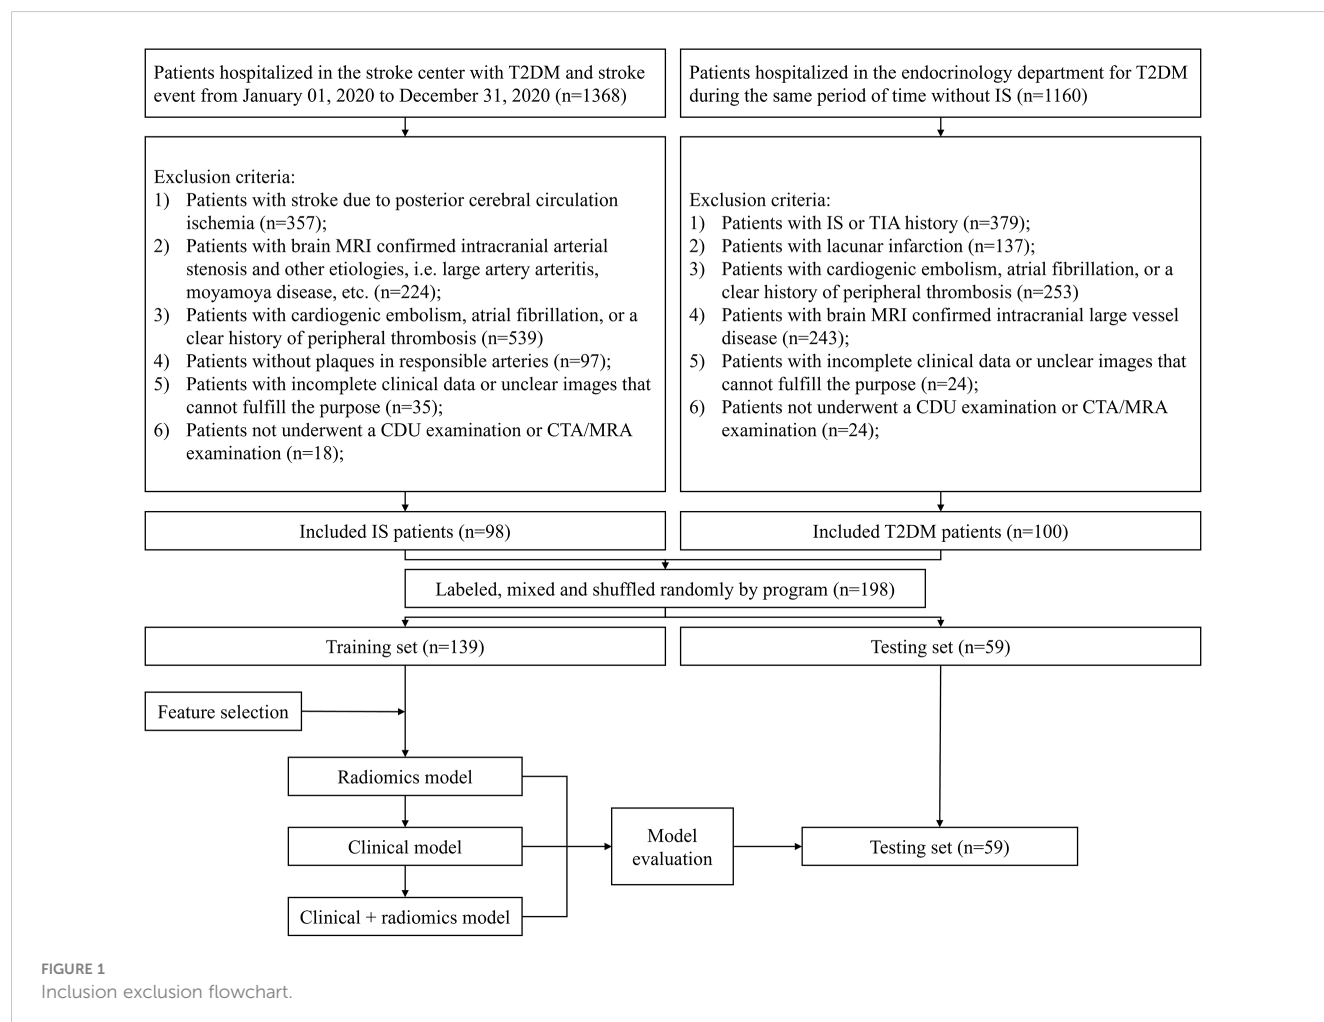 Patients hospitalized in the stroke center with T2DM and stroke
event from January 01, 2020 to December 31, 2020 (n=1368)
Patients hospitalized in the endocrinology department for T2DM
during the same period of time without IS (n=1160)
Exclusion criteria:
1) Patients with stroke due to posterior cerebral circulation
ischemia (n=357);
2) Patients with brain MRI confirmed intracranial arterial
stenosis and other etiologies, i.e. large artery arteritis,
moyamoya disease, etc. (n=224);
3) Patients with cardiogenic embolism, atrial fibrillation, or a
clear history of peripheral thrombosis (n=539)
4) Patients without plaques in responsible arteries (n=97);
5) Patients with incomplete clinical data or unclear images that
cannot fulfill the purpose (n=35);
6) Patients not underwent a CDU examination or CTA/MRA
examination (n=18);
Exclusion criteria:
1) Patients with IS or TIA history (n=379);
2) Patients with lacunar infarction (n=137);
3) Patients with cardiogenic embolism, atrial fibrillation, or a
clear history of peripheral thrombosis (n=253)
4) Patients with brain MRI confirmed intracranial large vessel
disease (n=243);
5) Patients with incomplete clinical data or unclear images that
cannot fulfill the purpose (n=24);
6) Patients not underwent a CDU examination or CTA/MRA
examination (n=24);
Included IS patients (n=98)
Included T2DM patients (n=100)
Labeled, mixed and shuffled randomly by program (n=198)
Training set (n=139)
Testing set (n=59)
Feature selection
Radiomics model
Clinical model
Clinical + radiomics model
Model
evaluation
Testing set (n=59)
FIGURE 1
Inclusion exclusion flowchart.